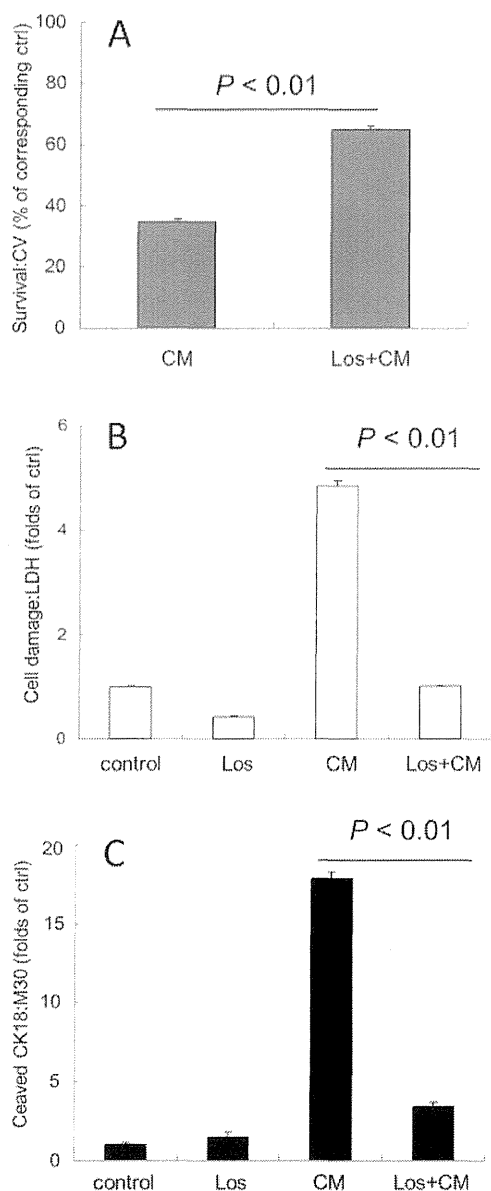 A
P < 0.01
Survival:CV (% of corresponding ctrl)
100
80
60
40
20
0
CM
Los+CM
B
P < 0.01
Cell damage:LDH (folds of ctrl)
6
4
2
0
control
Los
CM
Los+CM
C
P < 0.01
Ceaved CK18:M30 (folds of ctrl)
20
15
10
5
0
control
Los
CM
Los+CM